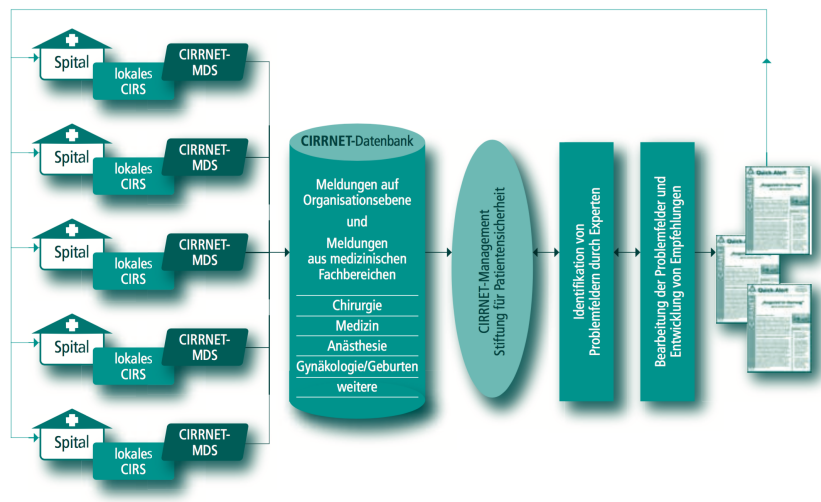 Spital
lokales
CIRS
CIRRNET-
MDS
Spital
lokales
CIRS
CIRRNET-
MDS
Spital
lokales
CIRS
CIRRNET-
MDS
Spital
lokales
CIRS
CIRRNET-
MDS
Spital
lokales
CIRS
CIRRNET-
MDS
CIRRNET-Datenbank
Meldungen auf
Organisationsebene
und
Meldungen
aus medizinischen
Fachbereichen
Chirurgie
Medizin
Anästhesie
Gynäkologie/Geburten
weitere
CIRRNET-Management
Stiftung für Patientensicherheit
Identifikation von
Problemfeldern durch Experten
Bearbeitung der Problemfelder und
Entwicklung von Empfehlungen
Quick-Alert
CIRRNET
Quick-Alert
CIRRNET